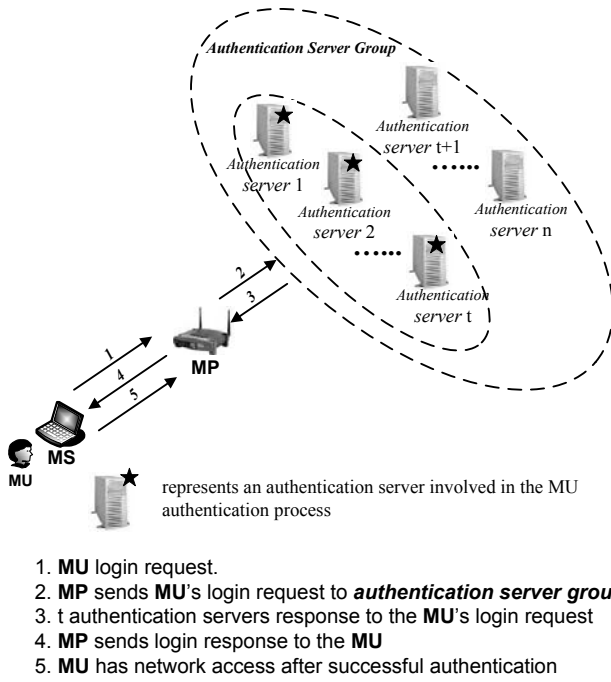 Authentication Server Group
Authentication
server t+1
Authentication
server 1
Authentication
server 2
Authentication
server n
Authentication
server t
2
3
1
4
5
MP
MS
MU
represents an authentication server involved in the MU
authentication process
1. MU login request.
2. MP sends MU's login request to authentication server grou
3. t authentication servers response to the MU's login request
4. MP sends login response to the MU
5. MU has network access after successful authentication